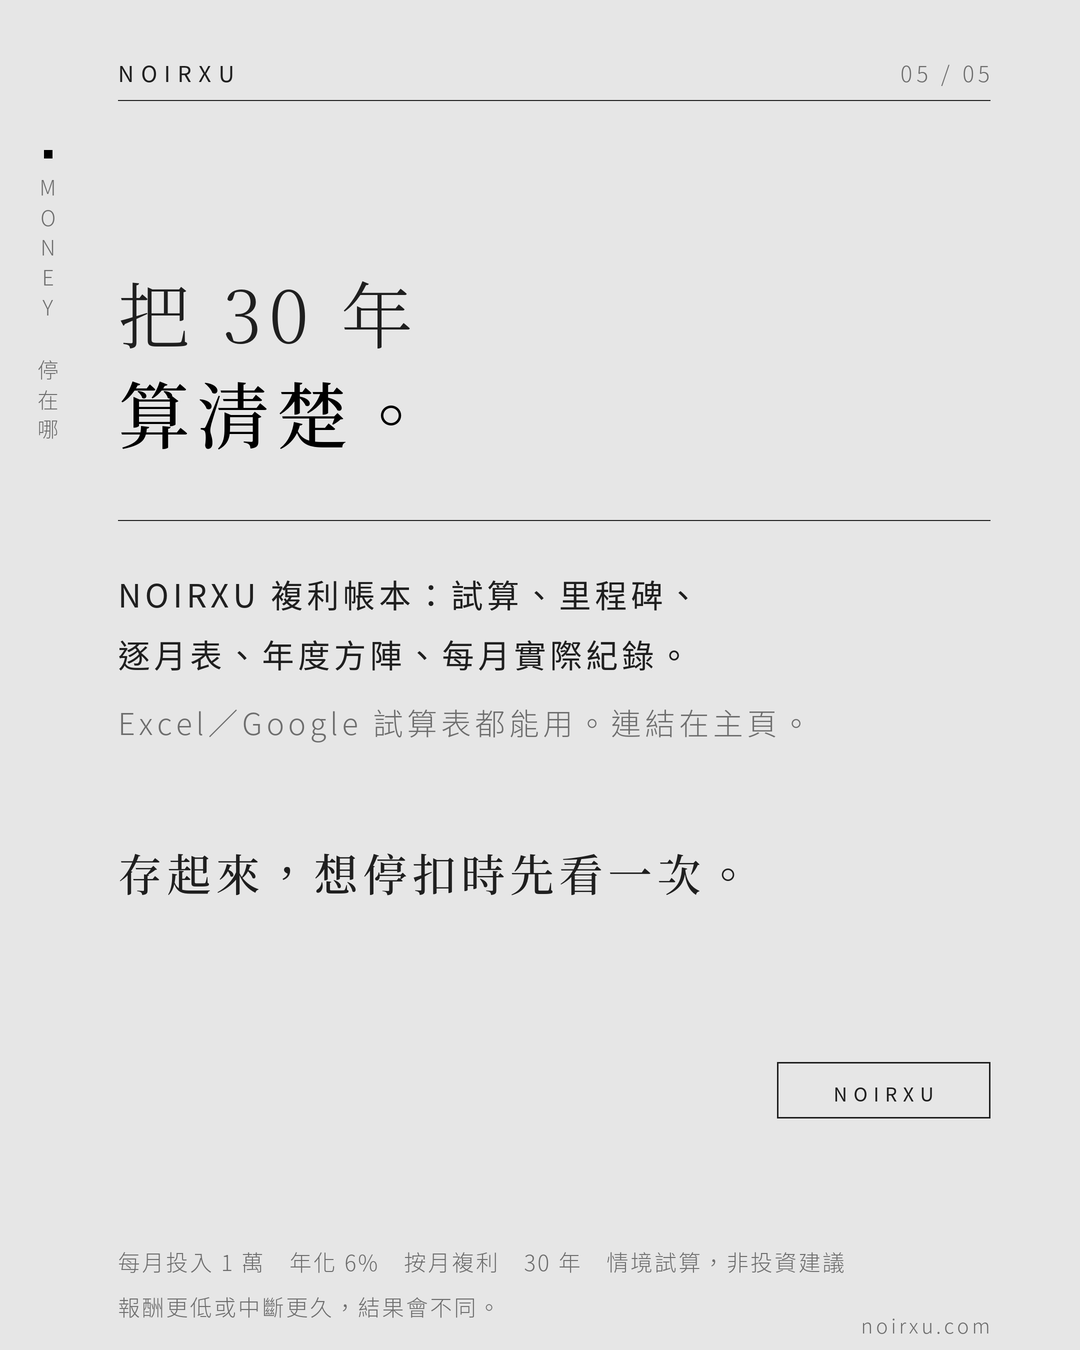 NOIRXU
05 / 05
■ MONEY 停在哪
把 30 年
算清楚。
NOIRXU 複利帳本：試算、里程碑、
逐月表、年度方陣、每月實際紀錄。
Excel／Google 試算表都能用。連結在主頁。
存起來，想停扣時先看一次。
NOIRXU
每月投入 1 萬　年化 6%　按月複利　30 年　情境試算，非投資建議
報酬更低或中斷更久，結果會不同。
noirxu.com